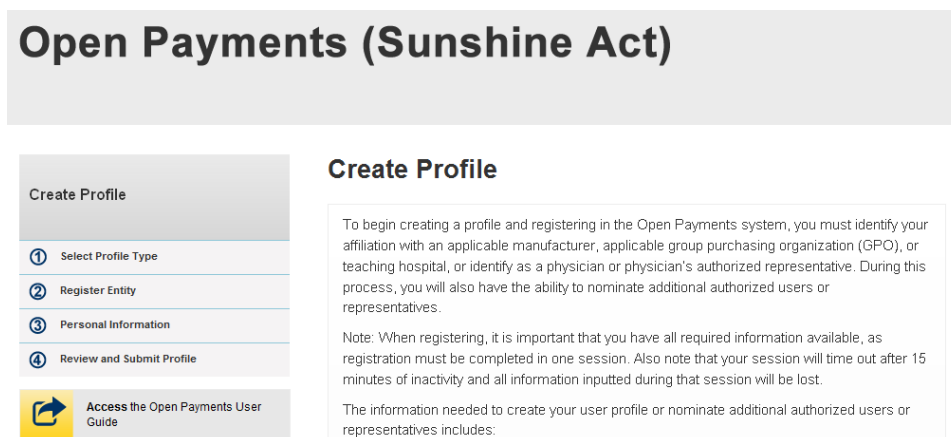 Open Payments (Sunshine Act)
Create Profile
① Select Profile Type
② Register Entity
③ Personal Information
④ Review and Submit Profile
Access the Open Payments User
Guide
Create Profile
To begin creating a profile and registering in the Open Payments system, you must identify your
affiliation with an applicable manufacturer, applicable group purchasing organization (GPO), or
teaching hospital, or identify as a physician or physician's authorized representative. During this
process, you will also have the ability to nominate additional authorized users or
representatives.
Note: When registering, it is important that you have all required information available, as
registration must be completed in one session. Also note that your session will time out after 15
minutes of inactivity and all information inputted during that session will be lost.
The information needed to create your user profile or nominate additional authorized users or
representatives includes: